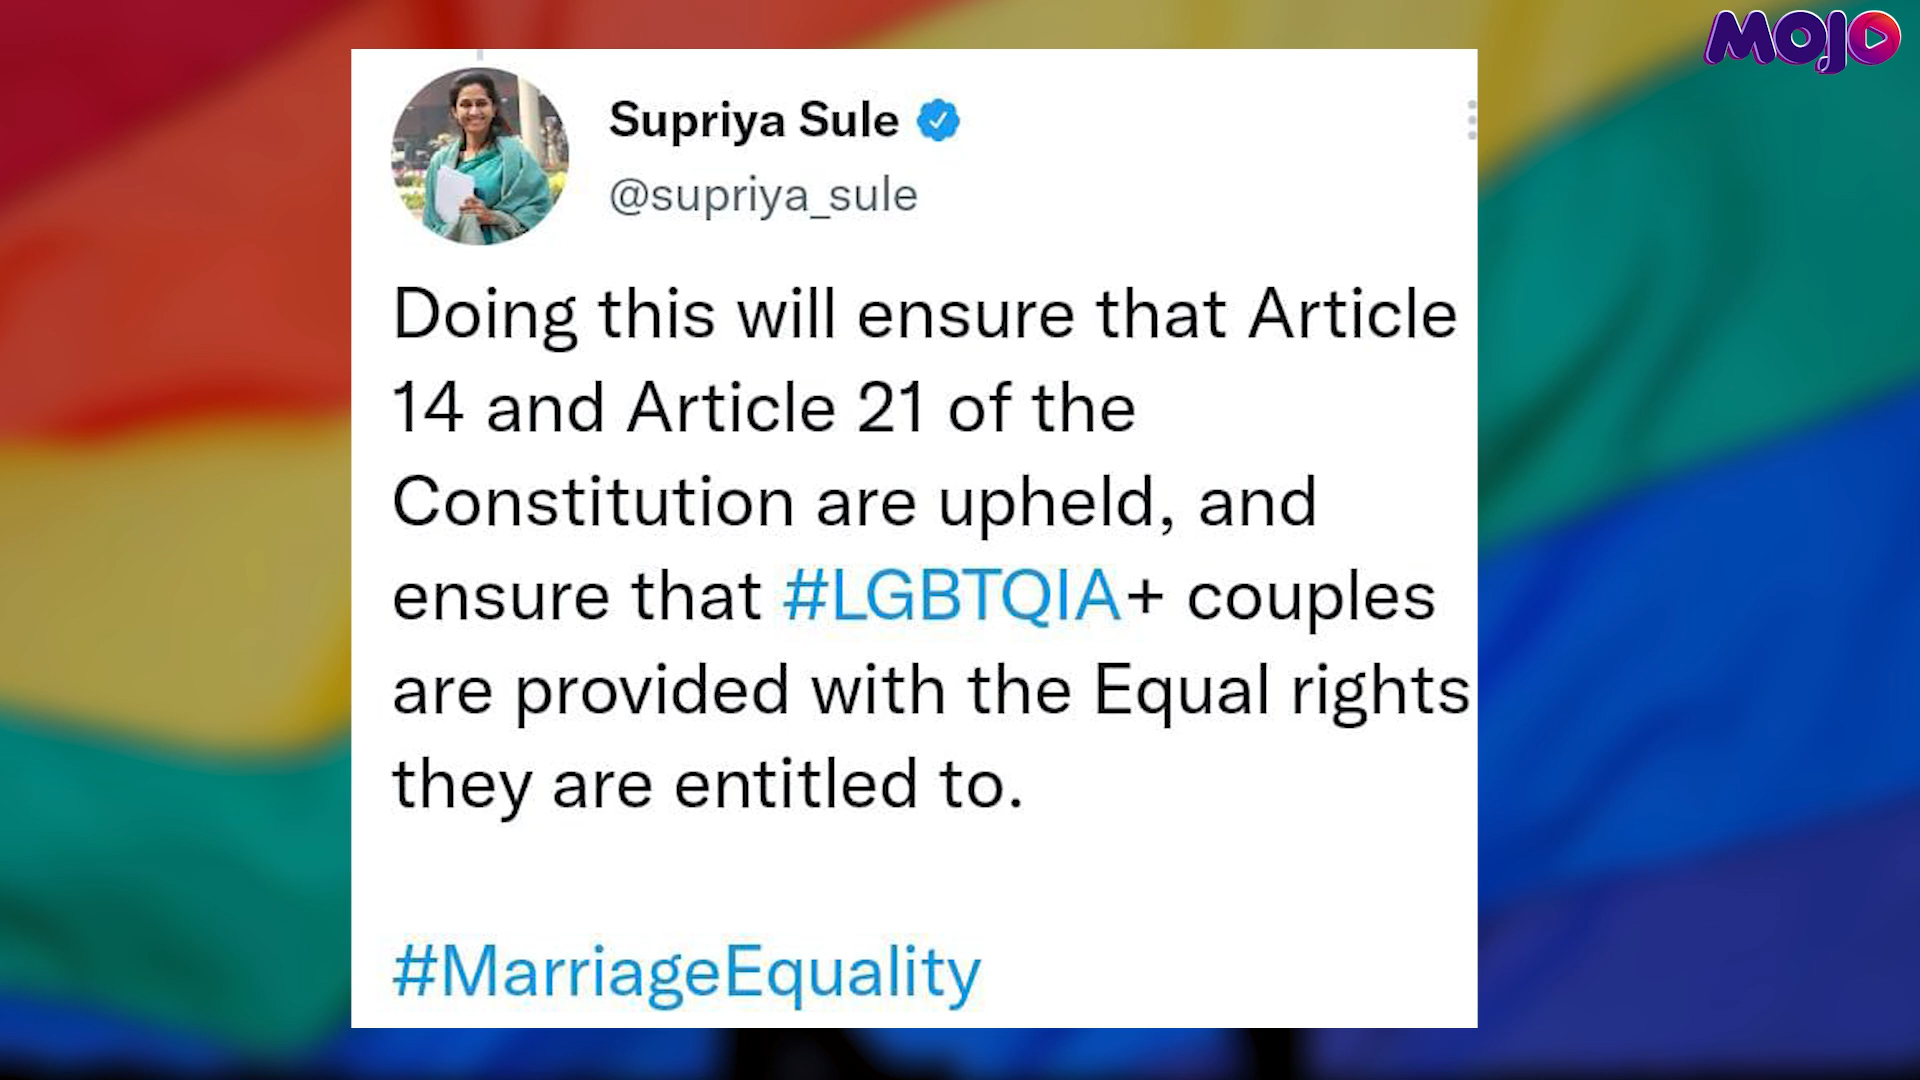 MOJO
Supriya Sule
@supriya_sule
Doing this will ensure that Article
14 and Article 21 of the
Constitution are upheld, and
ensure that #LGBTQIA+ couples
are provided with the Equal rights
they are entitled to.
#MarriageEquality